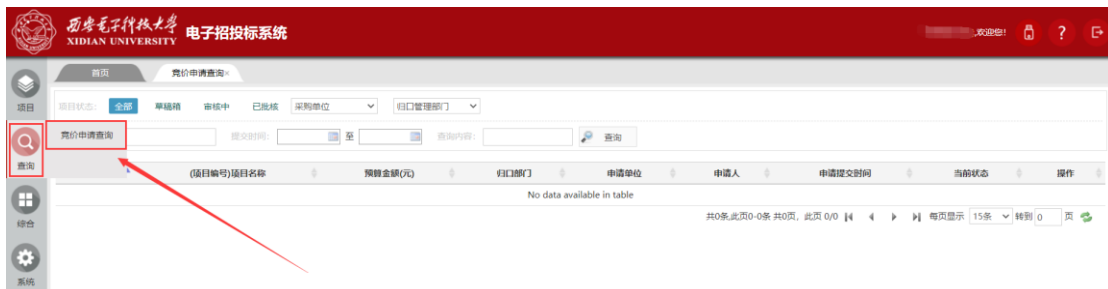 西安电子科技大学
XIDIAN UNIVERSITY
电子招投标系统
,欢迎您!
?
首页
竞价申请查询×
项目
项目状态:
全部
草稿箱
审核中
已批核
采购单位
归口管理部门
竞价申请查询
提交时间:
至
查询内容:
查询
查询
(项目编号)项目名称
预算金额(元)
归口部门
申请单位
申请人
申请提交时间
当前状态
操作
No data available in table
共0条,此页0-0条 共0页, 此页 0/0
每页显示 15条 转到 0 页
综合
系统